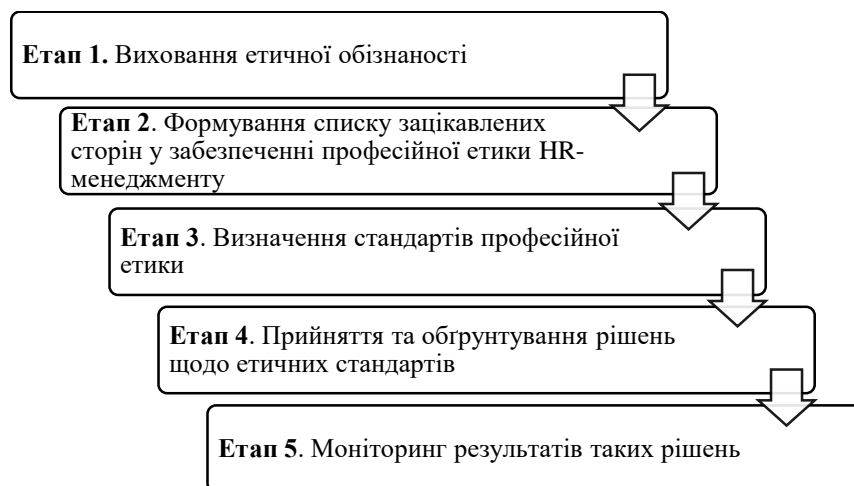 Етап 1. Виховання етичної обізнаності
Етап 2. Формування списку зацікавлених
сторін у забезпеченні професійної етики HR-
менеджменту
Етап 3. Визначення стандартів професійної
етики
Етап 4. Прийняття та обґрунтування рішень
щодо етичних стандартів
Етап 5. Моніторинг результатів таких рішень